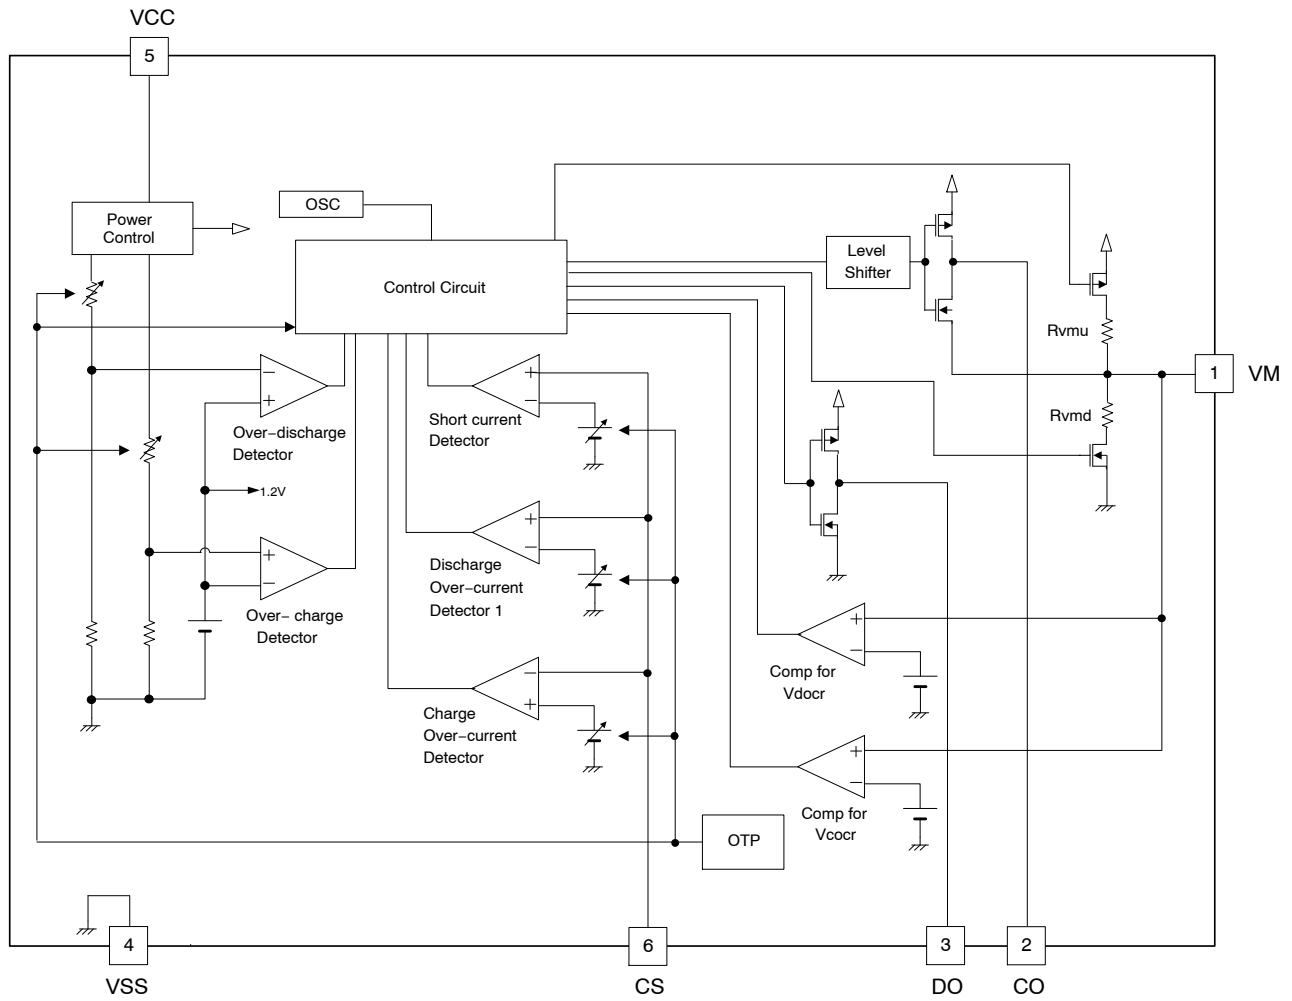 VCC
5
OSC
Power
Control
Level
Shifter
Control Circuit
Rvmu
1
VM
Rvmd
Over−discharge
Detector
Short current
Detector
1.2V
Discharge
Over−current
Detector 1
Over− charge
Detector
Comp for
Vdocr
Charge
Over−current
Detector
Comp for
Vcocr
OTP
4
6
3
2
VSS
CS
DO
CO
−
+
+
−
+
−
+
−
−
+
+
−
+
−